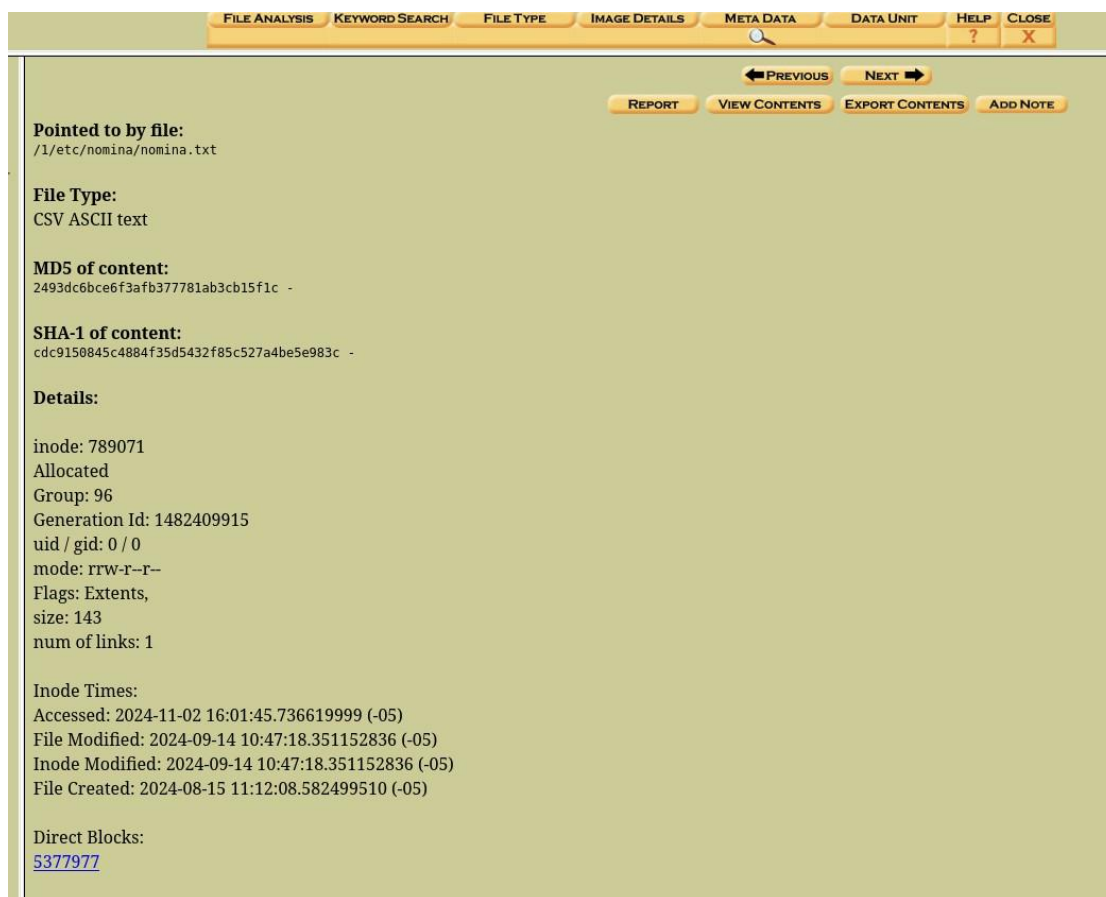 FILE ANALYSIS KEYWORD SEARCH FILE TYPE IMAGE DETAILS META DATA DATA UNIT HELP CLOSE
? X
PREVIOUS NEXT
REPORT VIEW CONTENTS EXPORT CONTENTS ADD NOTE
Pointed to by file:
/1/etc/nomina/nomina.txt
File Type:
CSV ASCII text
MD5 of content:
2493dc6bce6f3afb377781ab3cb15f1c -
SHA-1 of content:
cdc9150845c4884f35d5432f85c527a4be5e983c -
Details:
inode: 789071
Allocated
Group: 96
Generation Id: 1482409915
uid / gid: 0 / 0
mode: rrw-r--r--
Flags: Extents,
size: 143
num of links: 1
Inode Times:
Accessed: 2024-11-02 16:01:45.736619999 (-05)
File Modified: 2024-09-14 10:47:18.351152836 (-05)
Inode Modified: 2024-09-14 10:47:18.351152836 (-05)
File Created: 2024-08-15 11:12:08.582499510 (-05)
Direct Blocks:
5377977